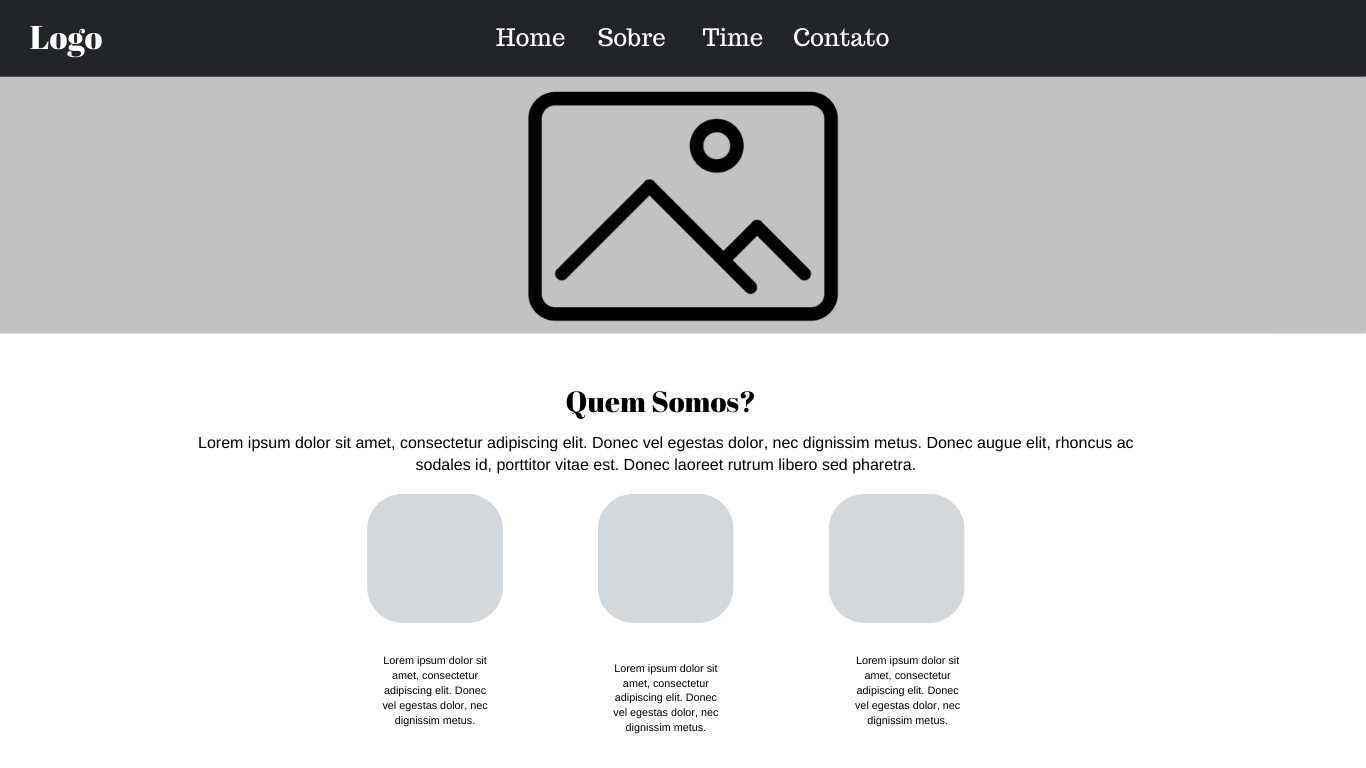 Logo
Home Sobre Time Contato
Quem Somos?
Lorem ipsum dolor sit amet, consectetur adipiscing elit. Donec vel egestas dolor, nec dignissim metus. Donec augue elit, rhoncus ac
sodales id, porttitor vitae est. Donec laoreet rutrum libero sed pharetra.
Lorem ipsum dolor sit
amet, consectetur
adipiscing elit. Donec
vel egestas dolor, nec
dignissim metus.
Lorem ipsum dolor sit
amet, consectetur
adipiscing elit. Donec
vel egestas dolor, nec
dignissim metus.
Lorem ipsum dolor sit
amet, consectetur
adipiscing elit. Donec
vel egestas dolor, nec
dignissim metus.